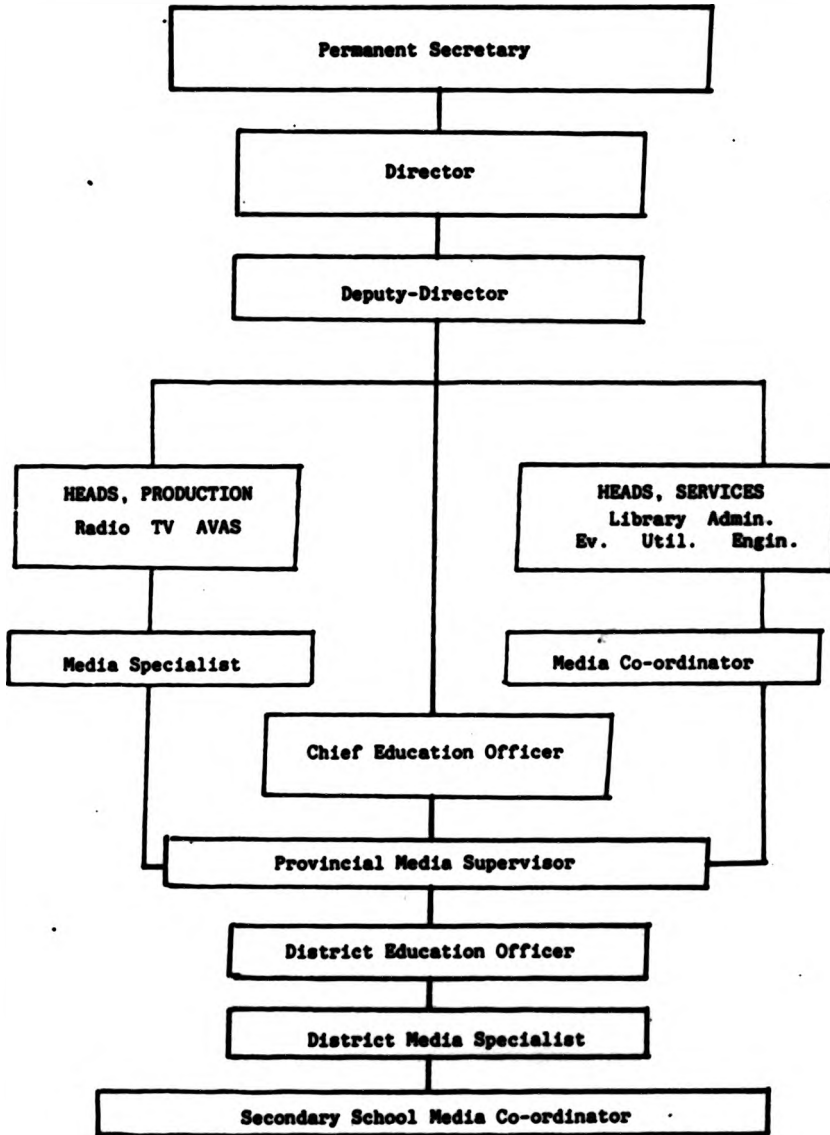 Permanent Secretary
Director
Deputy-Director
HEADS, PRODUCTION
Radio TV AVAS
HEADS, SERVICES
Library Admin.
Ev. Util. Engin.
Media Specialist
Media Co-ordinator
Chief Education Officer
Provincial Media Supervisor
District Education Officer
District Media Specialist
Secondary School Media Co-ordinator